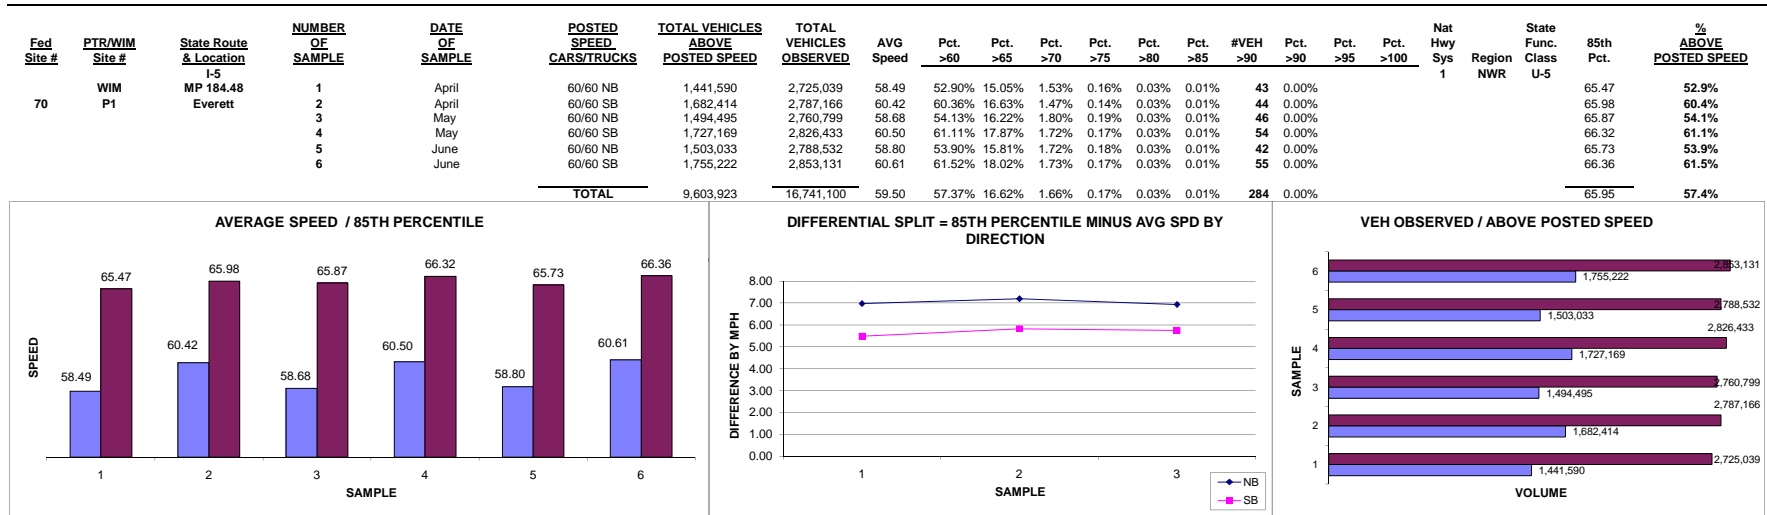 Fed Site # PTR/WIM Site # State Route & Location NUMBER OF SAMPLE DATE OF SAMPLE POSTED SPEED CARS/TRUCKS TOTAL VEHICLES ABOVE POSTED SPEED TOTAL VEHICLES OBSERVED AVG Speed Pct. >60 Pct. >65 Pct. >70 Pct. >75 Pct. >80 Pct. >85 #VEH >90 Pct. >90 Pct. >95 Pct. >100 Nat Hwy Sys Region State Func. Class 85th Pct. % ABOVE POSTED SPEED
I-5 1 NWR U-5
WIM MP 184.48 1 April 60/60 NB 1,441,590 2,725,039 58.49 52.90% 15.05% 1.53% 0.16% 0.03% 0.01% 43 0.00% 65.47 52.9%
70 P1 Everett 2 April 60/60 SB 1,682,414 2,787,166 60.42 60.36% 16.63% 1.47% 0.14% 0.03% 0.01% 44 0.00% 65.98 60.4%
3 May 60/60 NB 1,494,495 2,760,799 58.68 54.13% 16.22% 1.80% 0.19% 0.03% 0.01% 46 0.00% 65.87 54.1%
4 May 60/60 SB 1,727,169 2,826,433 60.50 61.11% 17.87% 1.72% 0.17% 0.03% 0.01% 54 0.00% 66.32 61.1%
5 June 60/60 NB 1,503,033 2,788,532 58.80 53.90% 15.81% 1.72% 0.18% 0.03% 0.01% 42 0.00% 65.73 53.9%
6 June 60/60 SB 1,755,222 2,853,131 60.61 61.52% 18.02% 1.73% 0.17% 0.03% 0.01% 55 0.00% 66.36 61.5%
TOTAL 9,603,923 16,741,100 59.50 57.37% 16.62% 1.66% 0.17% 0.03% 0.01% 284 0.00% 65.95 57.4%
AVERAGE SPEED / 85TH PERCENTILE
SPEED
58.49 65.47 60.42 65.98 58.68 65.87 60.50 66.32 58.80 65.73 60.61 66.36
1 2 3 4 5 6
SAMPLE
DIFFERENTIAL SPLIT = 85TH PERCENTILE MINUS AVG SPD BY
DIRECTION
DIFFERENCE BY MPH
8.00
7.00
6.00
5.00
4.00
3.00
2.00
1.00
0.00
1 2 3
SAMPLE
NB
SB
VEH OBSERVED / ABOVE POSTED SPEED
SAMPLE
2,853,131
6
1,755,222
2,788,532
5
1,503,033
2,826,433
4
1,727,169
2,760,799
3
1,494,495
2,787,166
2
1,682,414
2,725,039
1
1,441,590
VOLUME